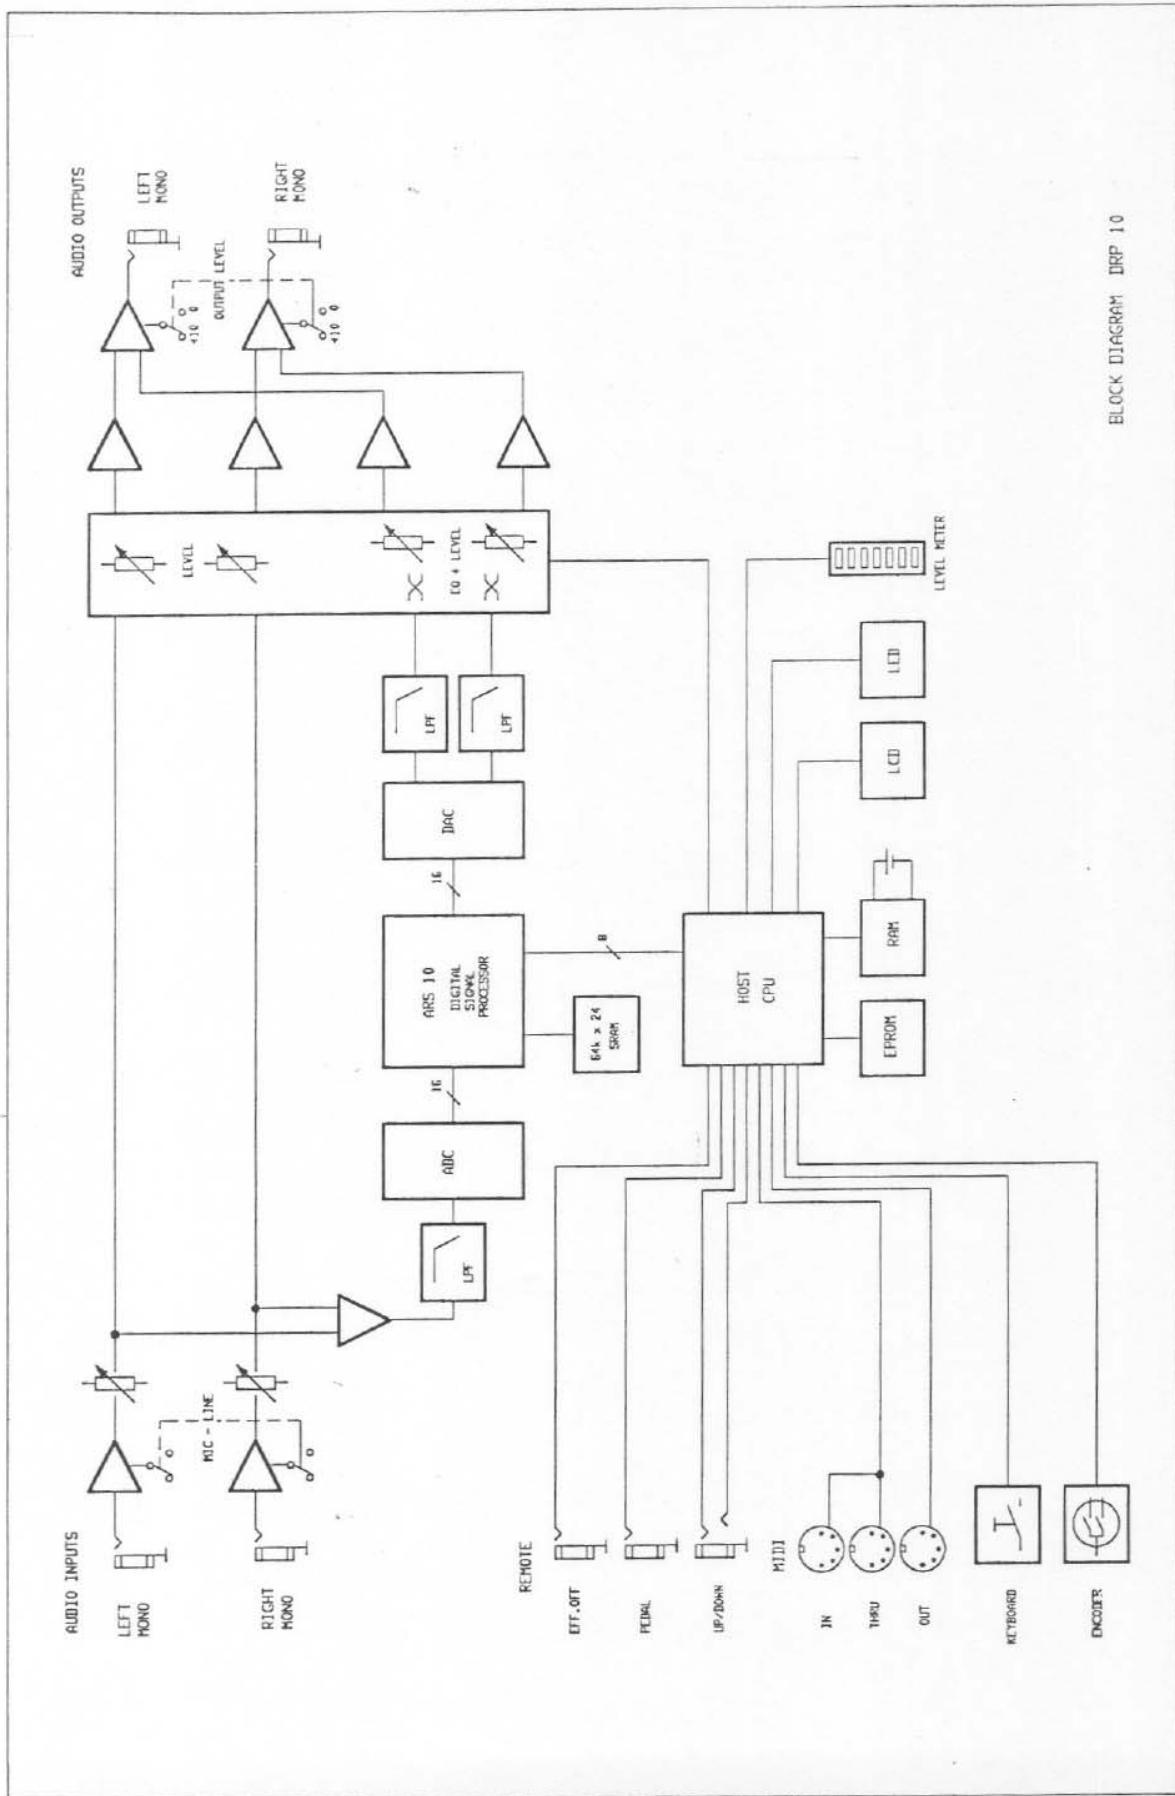 AUDIO INPUTS
LEFT
MONO
RIGHT
MONO
MIC - LINE
LPF
ADC
16
ARS 10
DIGITAL
SIGNAL
PROCESSOR
64k x 24
SRAM
16
DAC
LPF
LPF
LEVEL
EQ + LEVEL
AUDIO OUTPUTS
LEFT
MONO
+10 0
OUTPUT LEVEL
RIGHT
MONO
+10 0
8
HOST
CPU
EPROM
RAM
LCD
LED
LEVEL METER
REMOTE
EFF.OFF
PEDAL
UP/DOWN
MIDI
IN
THRU
OUT
KEYBOARD
ENCODER
BLOCK DIAGRAM DRP 10